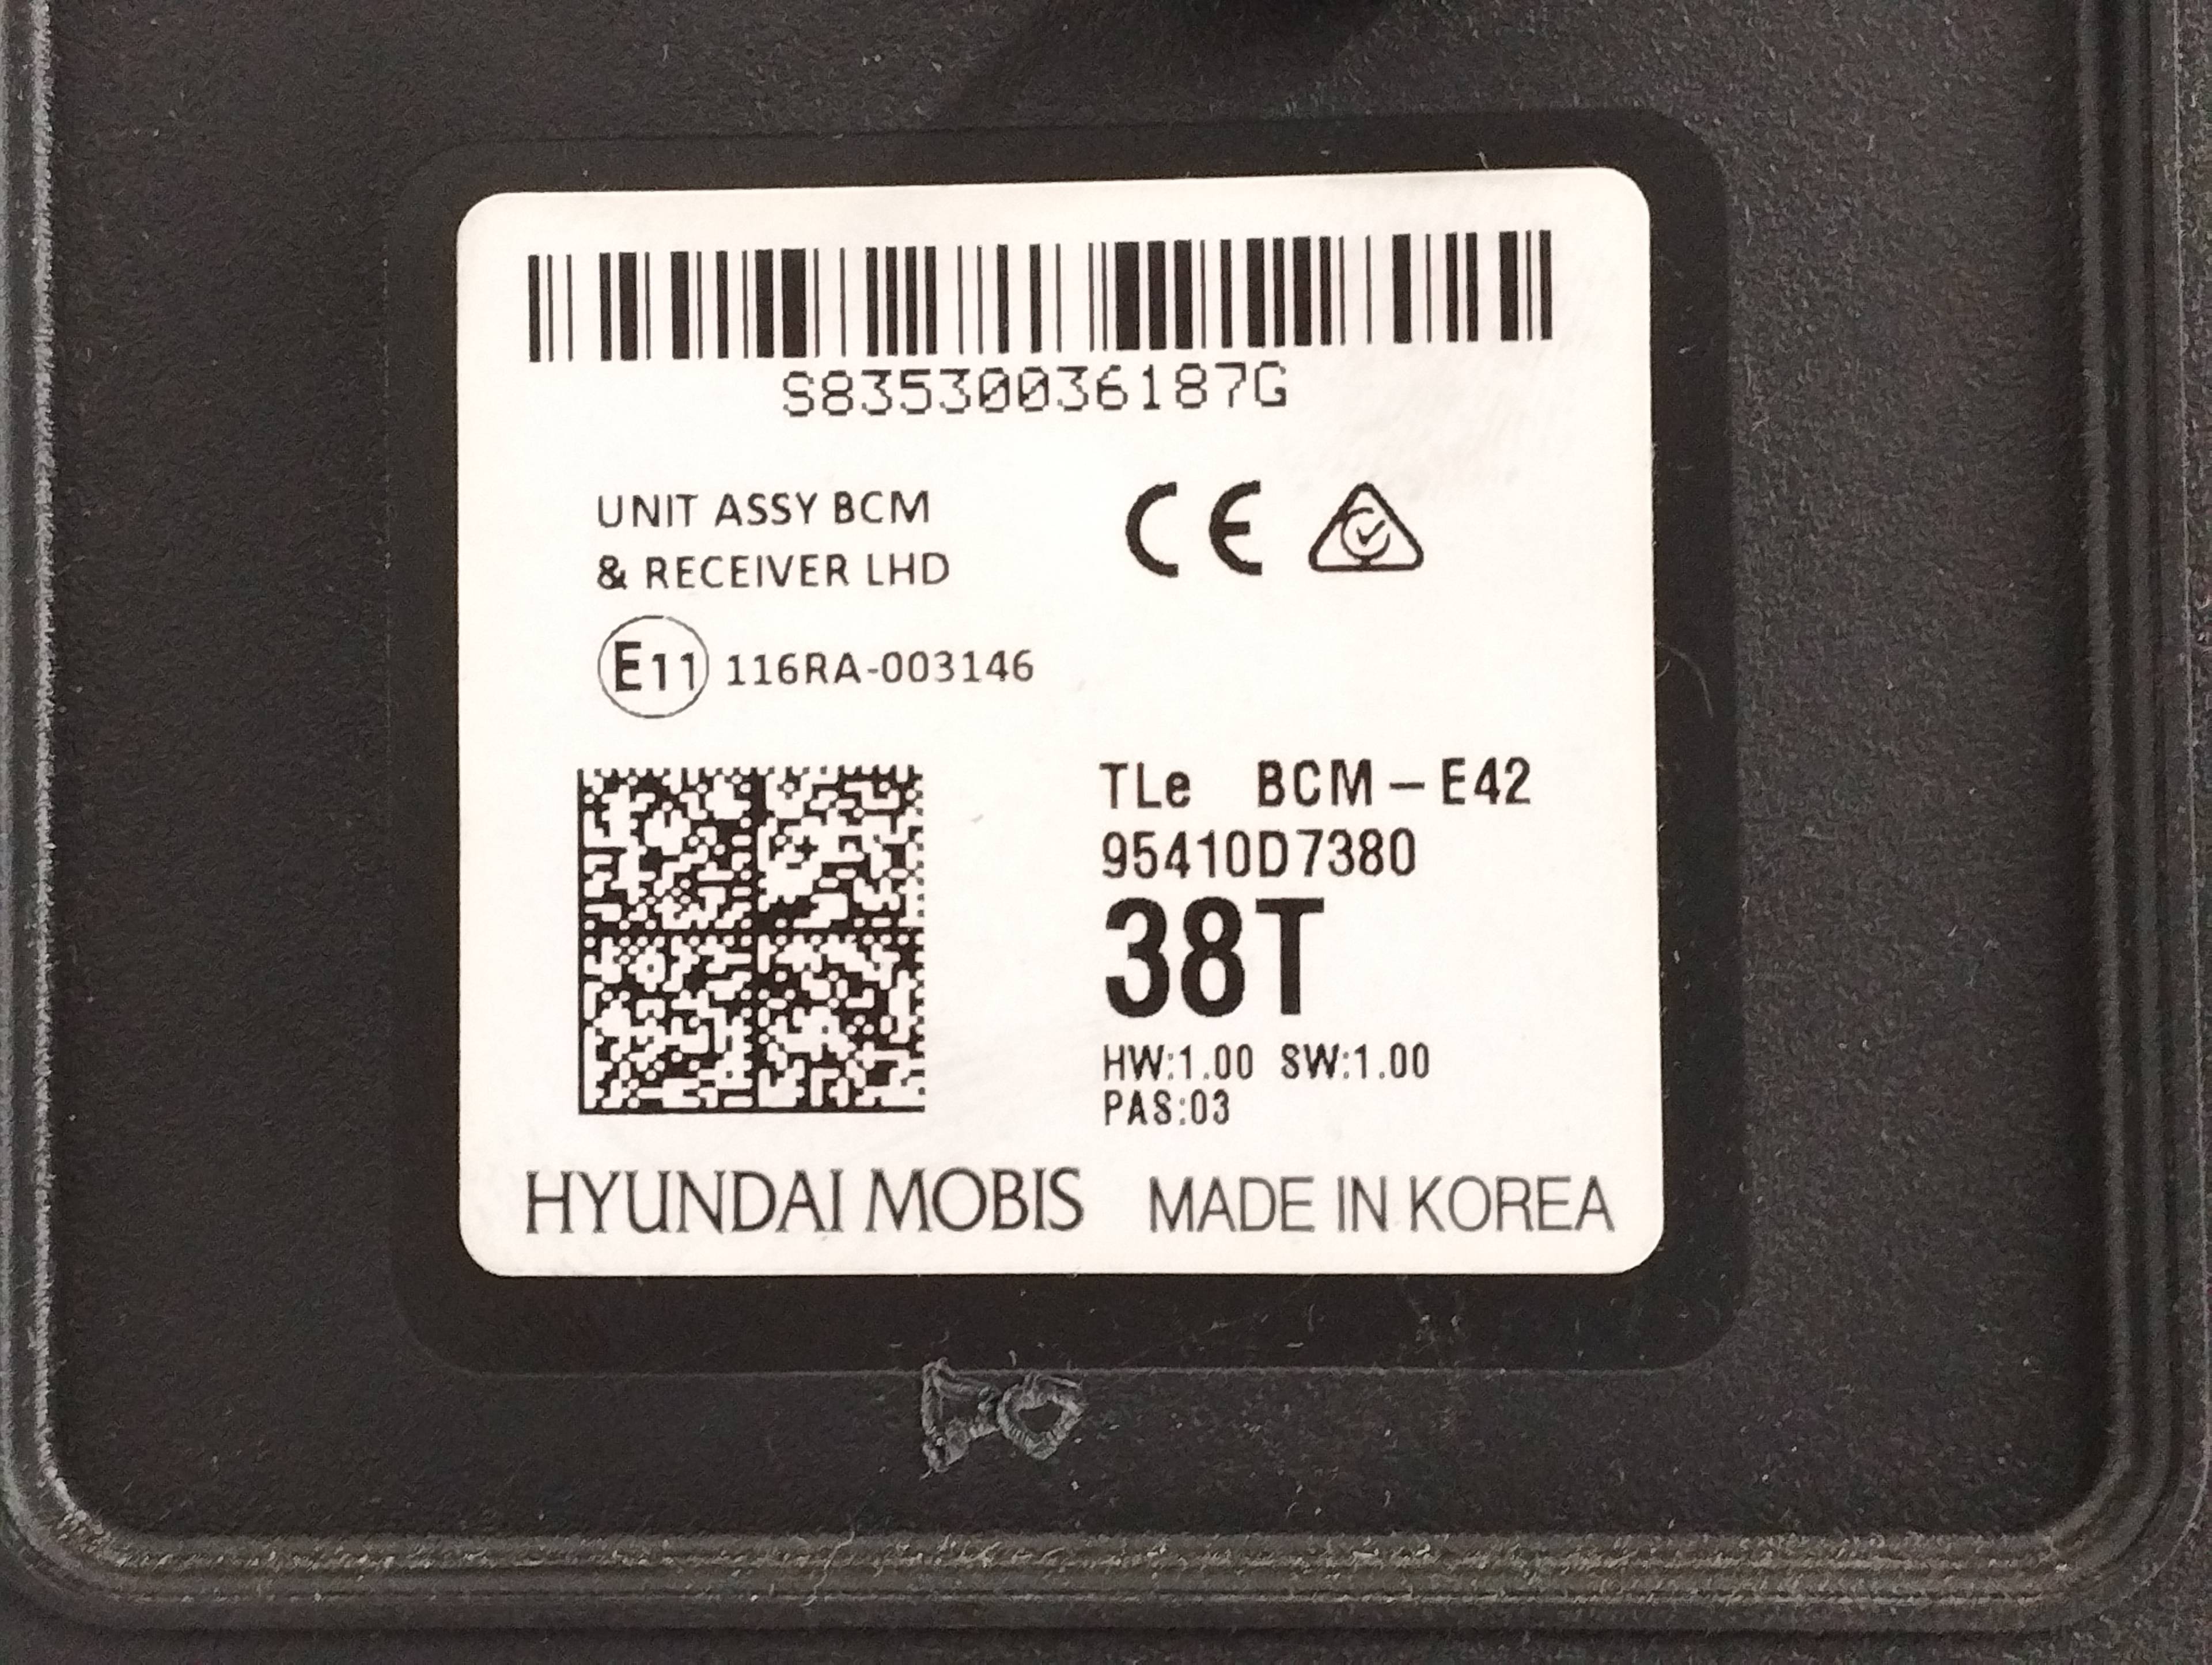 S83530036187G
UNIT ASSY BCM
& RECEIVER LHD
CE
E11 116RA-003146
TLe BCM-E42
95410D7380
38T
HW:1.00 SW:1.00
PAS:03
HYUNDAI MOBIS MADE IN KOREA